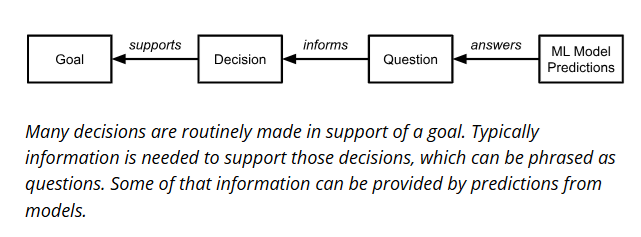 supports informs answers
Goal Decision Question ML Model
Predictions
Many decisions are routinely made in support of a goal. Typically
information is needed to support those decisions, which can be phrased as
questions. Some of that information can be provided by predictions from
models.